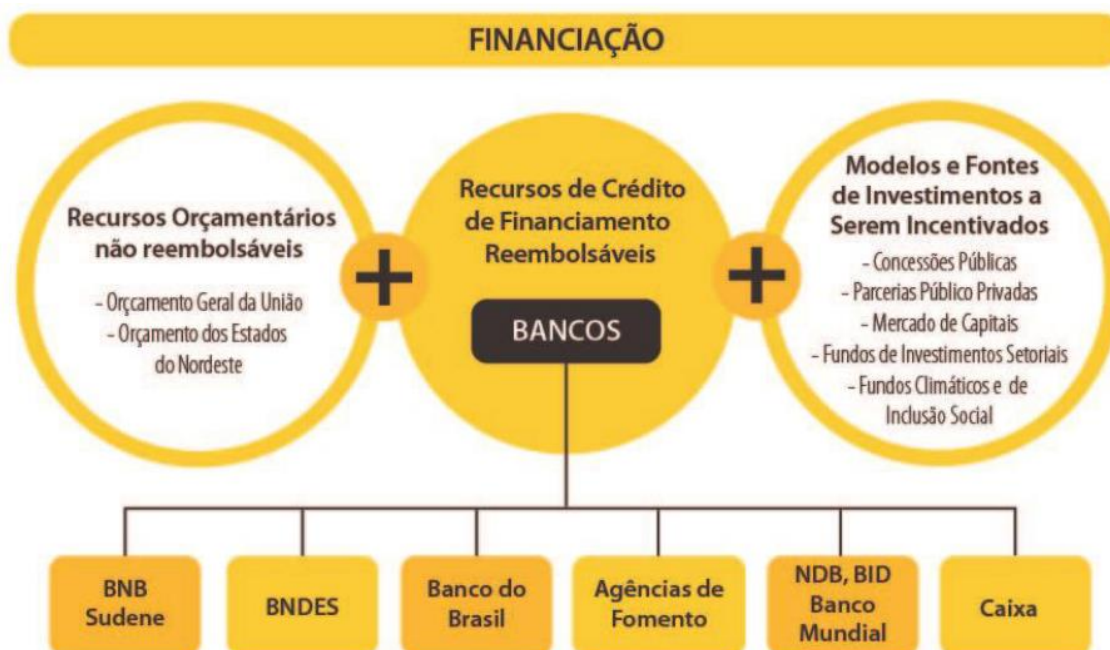 FINANCIAÇÃO
Recursos Orçamentários
não reembolsáveis
- Orçcamento Geral da União
- Orçcamento dos Estados
do Nordeste
Recursos de Crédito
de Financiamento
Reembolsáveis
BANCOS
Modelos e Fontes
de Investimentos a
Serem Incentivados
- Concessões Públicas
- Parcerias Público Privadas
- Mercado de Capitais
- Fundos de Investimentos Setoriais
- Fundos Climáticos e de
Inclusão Social
BNB
Sudene
BNDES
Banco do
Brasil
Agências de
Fomento
NDB, BID
Banco
Mundial
Caixa